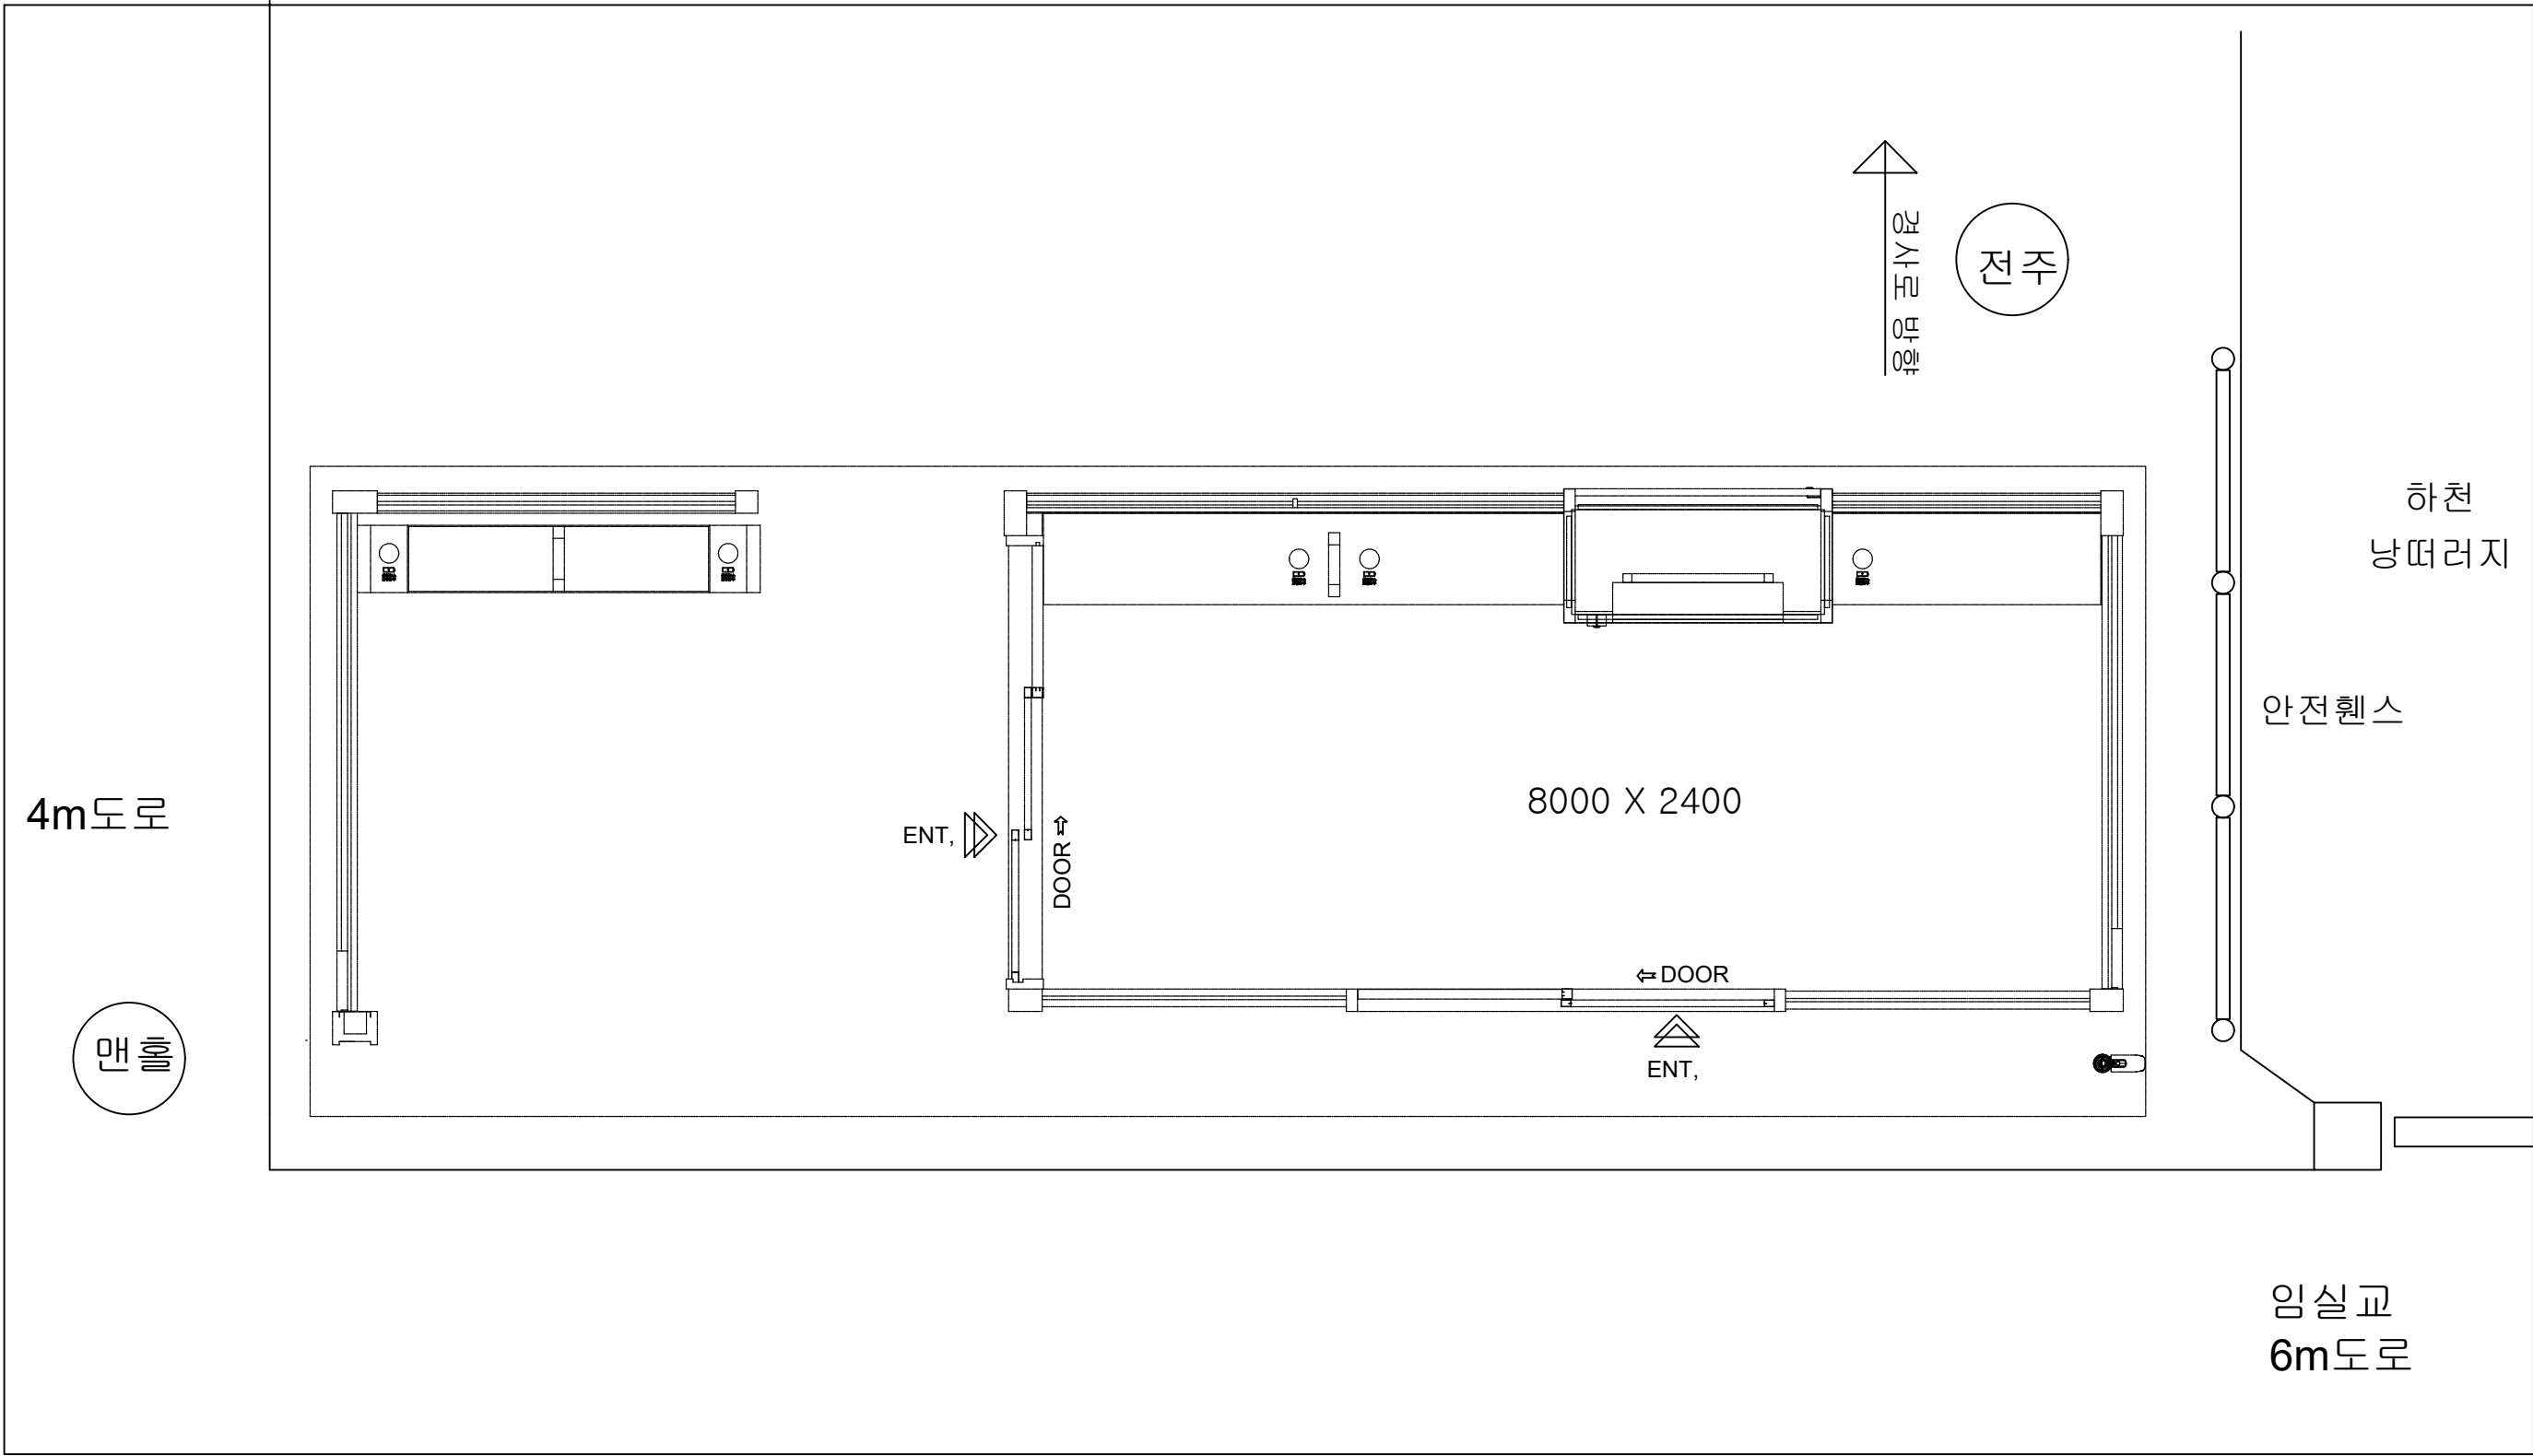 경사로 방향
전주
하천
낭떠러지
안전휀스
8000 X 2400
4m도로
ENT,
DOOR
DOOR
ENT,
맨홀
임실교
6m도로